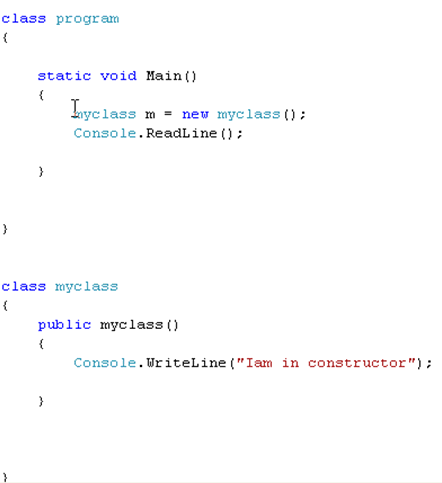 class program
{
static void Main()
{
myclass m = new myclass();
Console.ReadLine();
}
}
class myclass
{
public myclass()
{
Console.WriteLine("Iam in constructor");
}
}